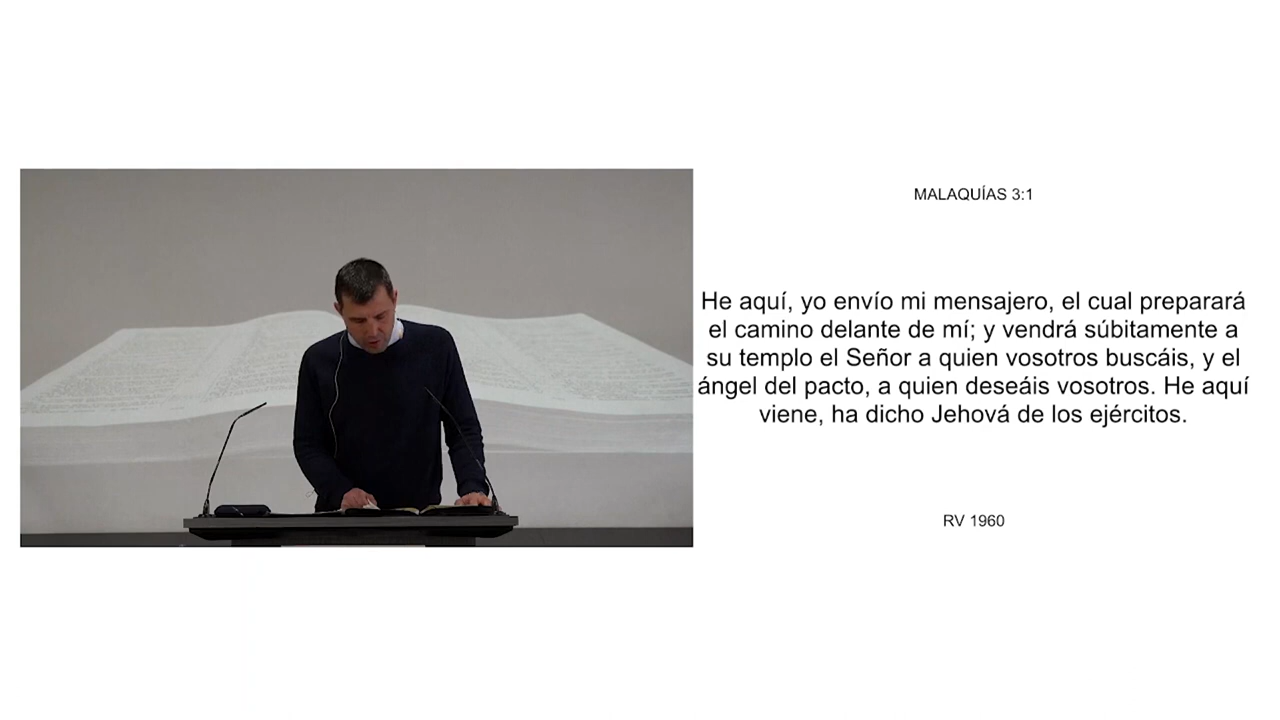 MALAQUÍAS 3:1
He aquí, yo envío mi mensajero, el cual preparará
el camino delante de mí; y vendrá súbitamente a
su templo el Señor a quien vosotros buscáis, y el
ángel del pacto, a quien deseáis vosotros. He aquí
viene, ha dicho Jehová de los ejércitos.
RV 1960